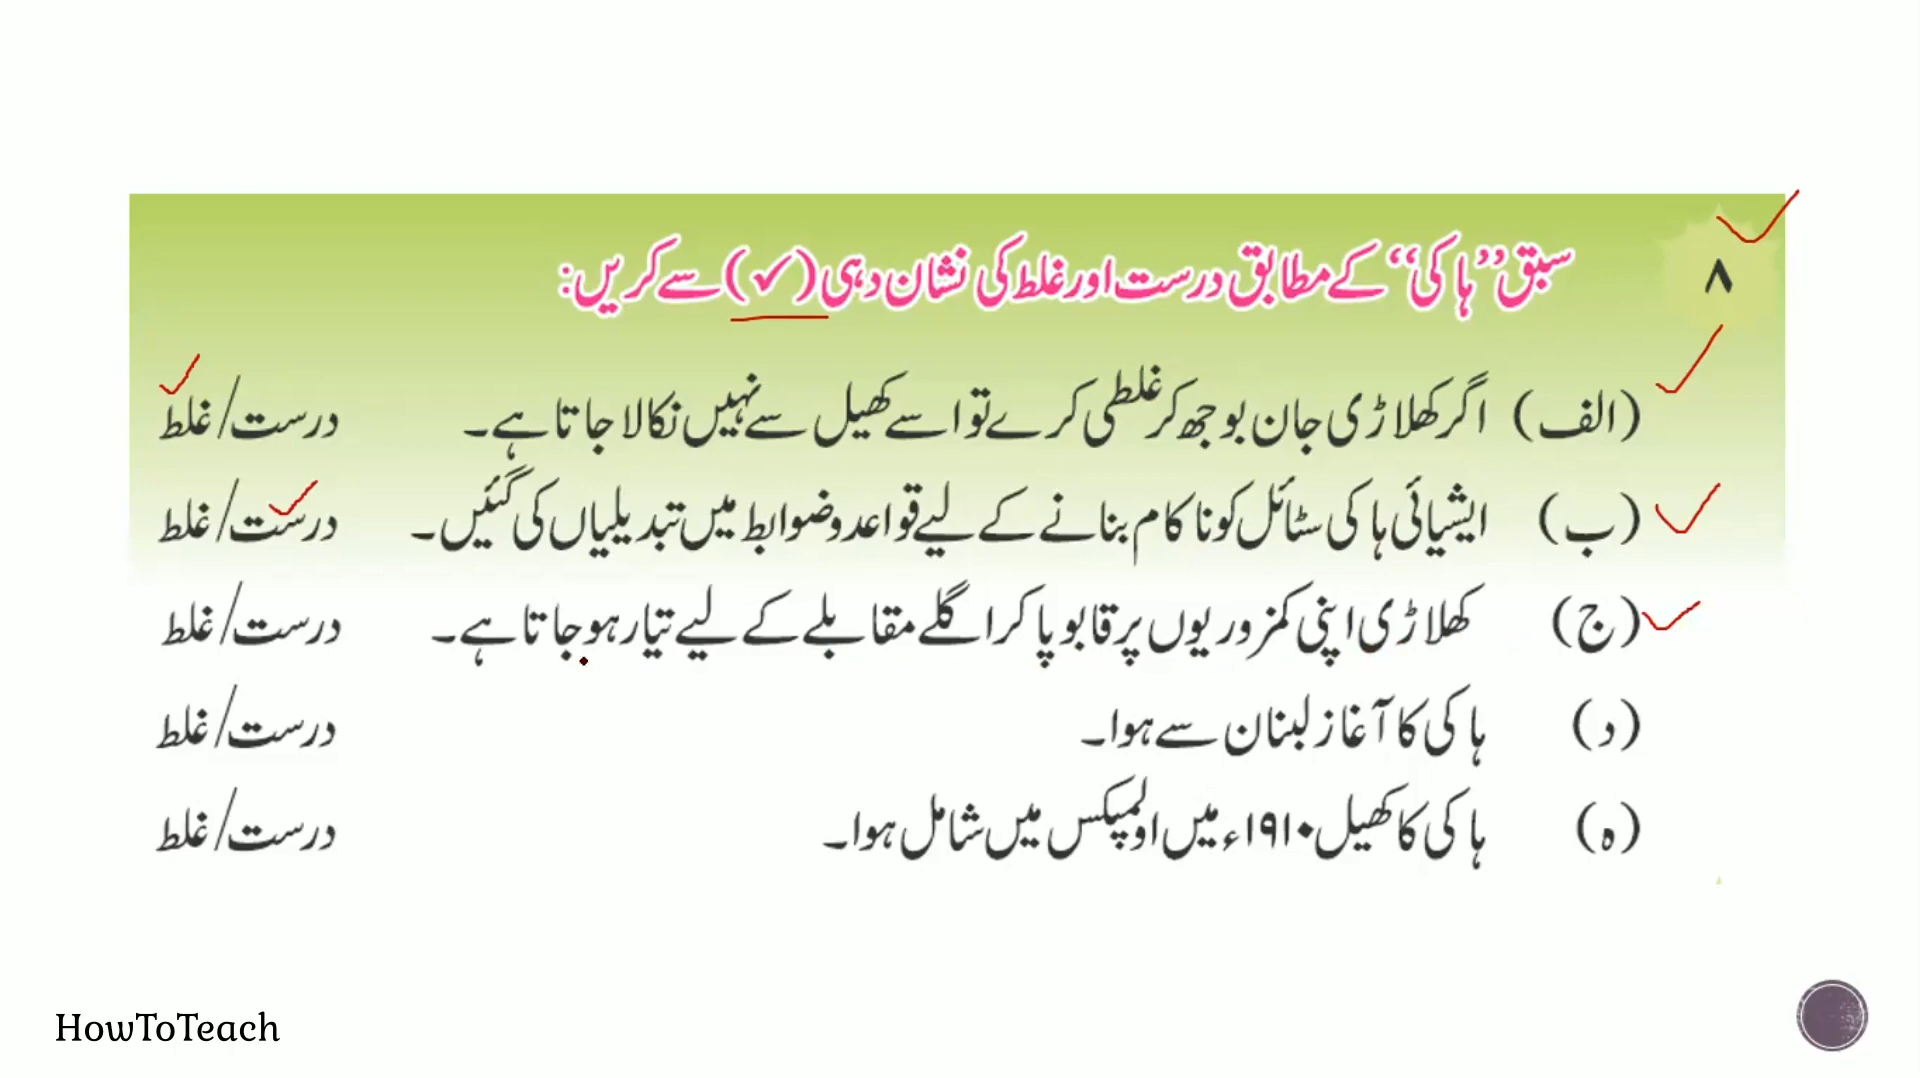 ۸ سبق ’’ہاکی‘‘ کے مطابق درست اور غلط کی نشان دہی (✓) سے کریں:
(الف) اگر کھلاڑی جان بوجھ کر غلطی کرے تو اسے کھیل سے نہیں نکالا جاتا ہے۔ درست/غلط
(ب) ایشیائی ہاکی سٹائل کو ناکام بنانے کے لیے قواعد و ضوابط میں تبدیلیاں کی گئیں۔ درست/غلط
(ج) کھلاڑی اپنی کمزوریوں پر قابو پا کر اگلے مقابلے کے لیے تیار ہو جاتا ہے۔ درست/غلط
(د) ہاکی کا آغاز لبنان سے ہوا۔ درست/غلط
(ہ) ہاکی کا کھیل ۱۹۱۰ء میں اولمپکس میں شامل ہوا۔ درست/غلط
HowToTeach